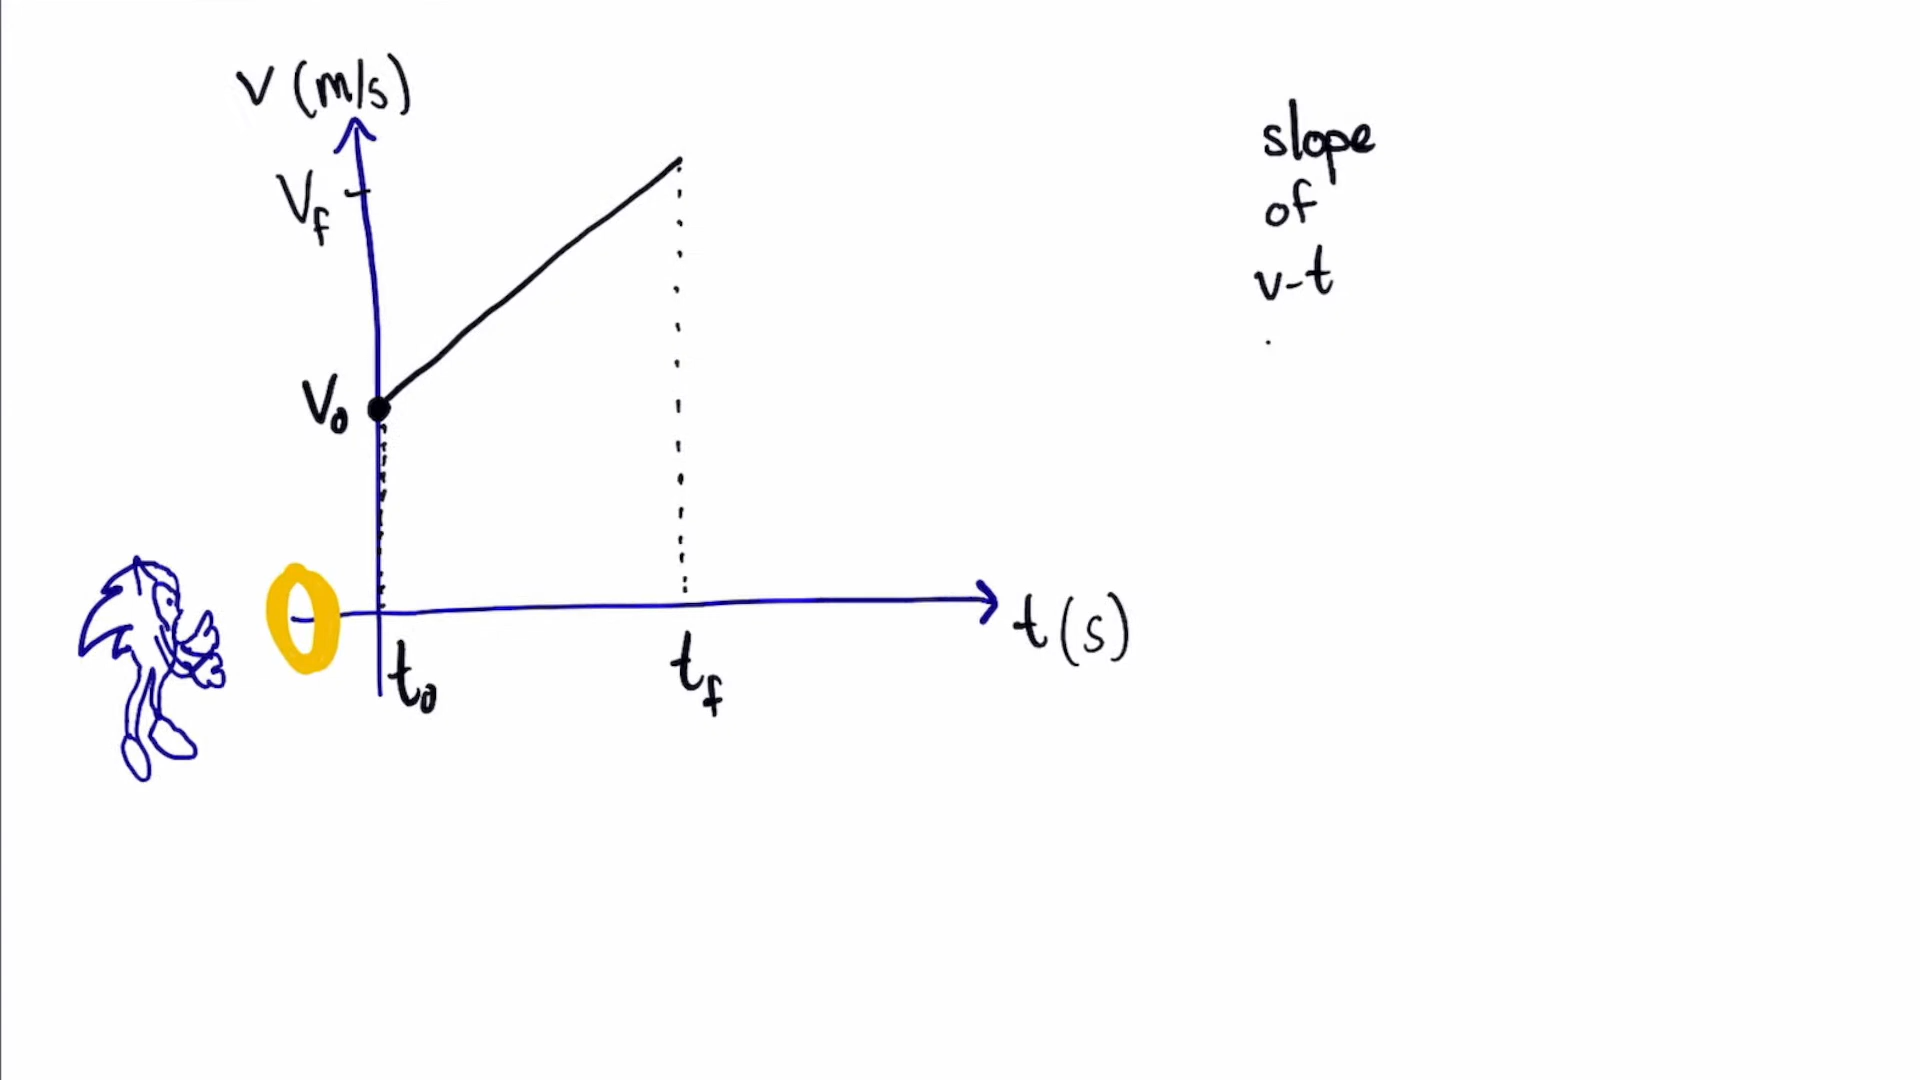 v (m/s)
Vf
V₀
t₀
tf
t(s)
slope
of
v-t